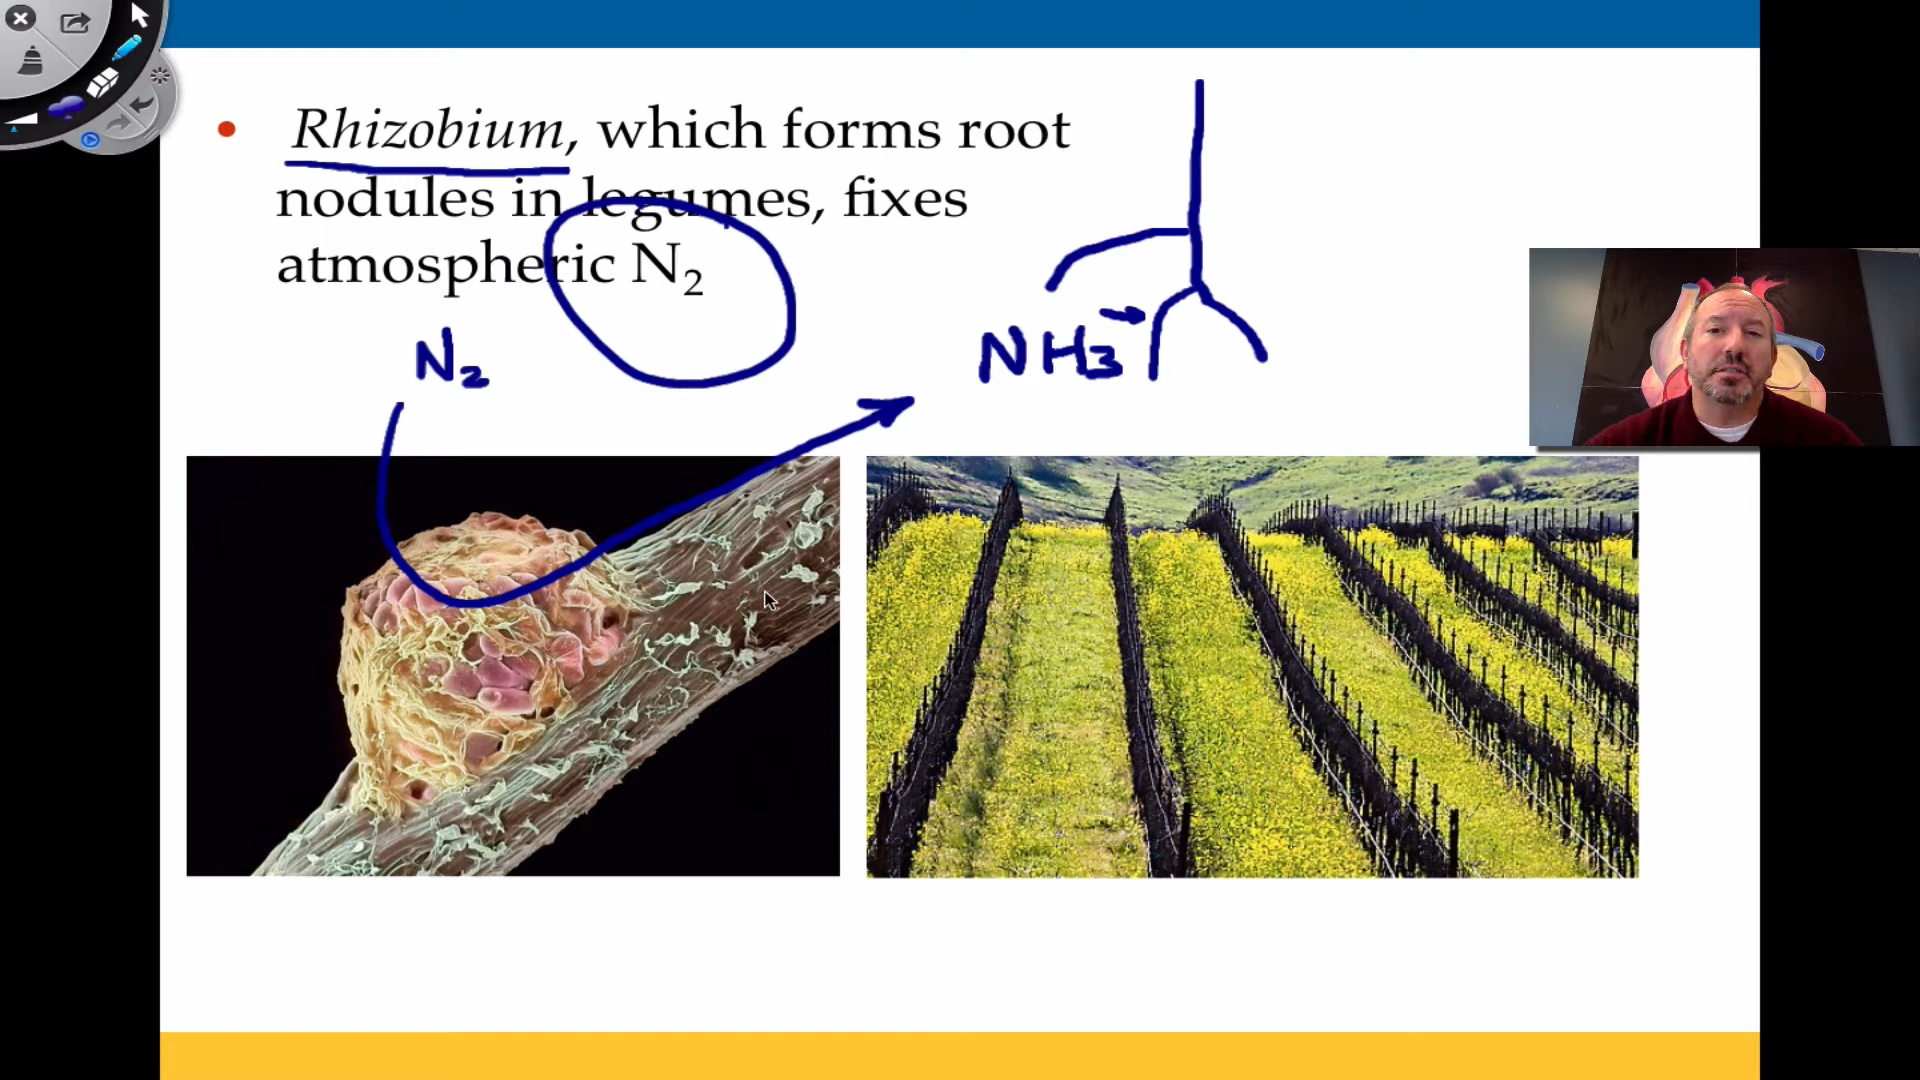 • Rhizobium, which forms root
nodules in legumes, fixes
atmospheric N₂
N₂
NH₃